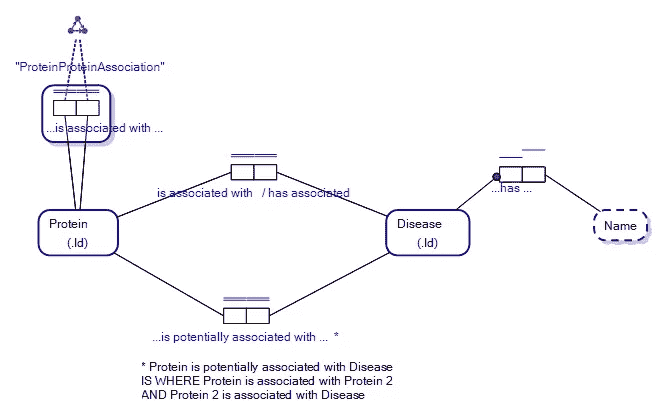 "ProteinProteinAssociation"
...is associated with ...
is associated with / has associated
...has ...
Protein
(.Id)
Disease
(.Id)
Name
...is potentially associated with ... *
* Protein is potentially associated with Disease
IS WHERE Protein is associated with Protein 2
AND Protein 2 is associated with Disease